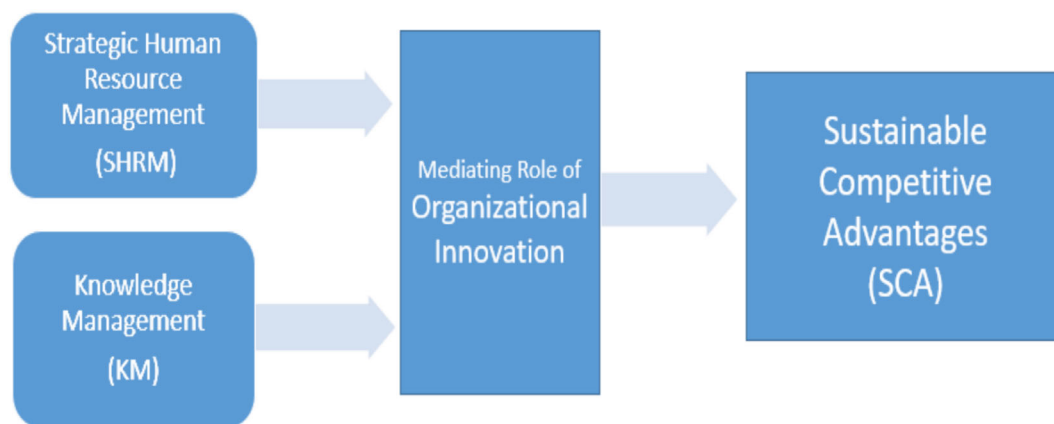 Strategic Human
Resource
Management
(SHRM)
Knowledge
Management
(KM)
Mediating Role of
Organizational
Innovation
Sustainable
Competitive
Advantages
(SCA)